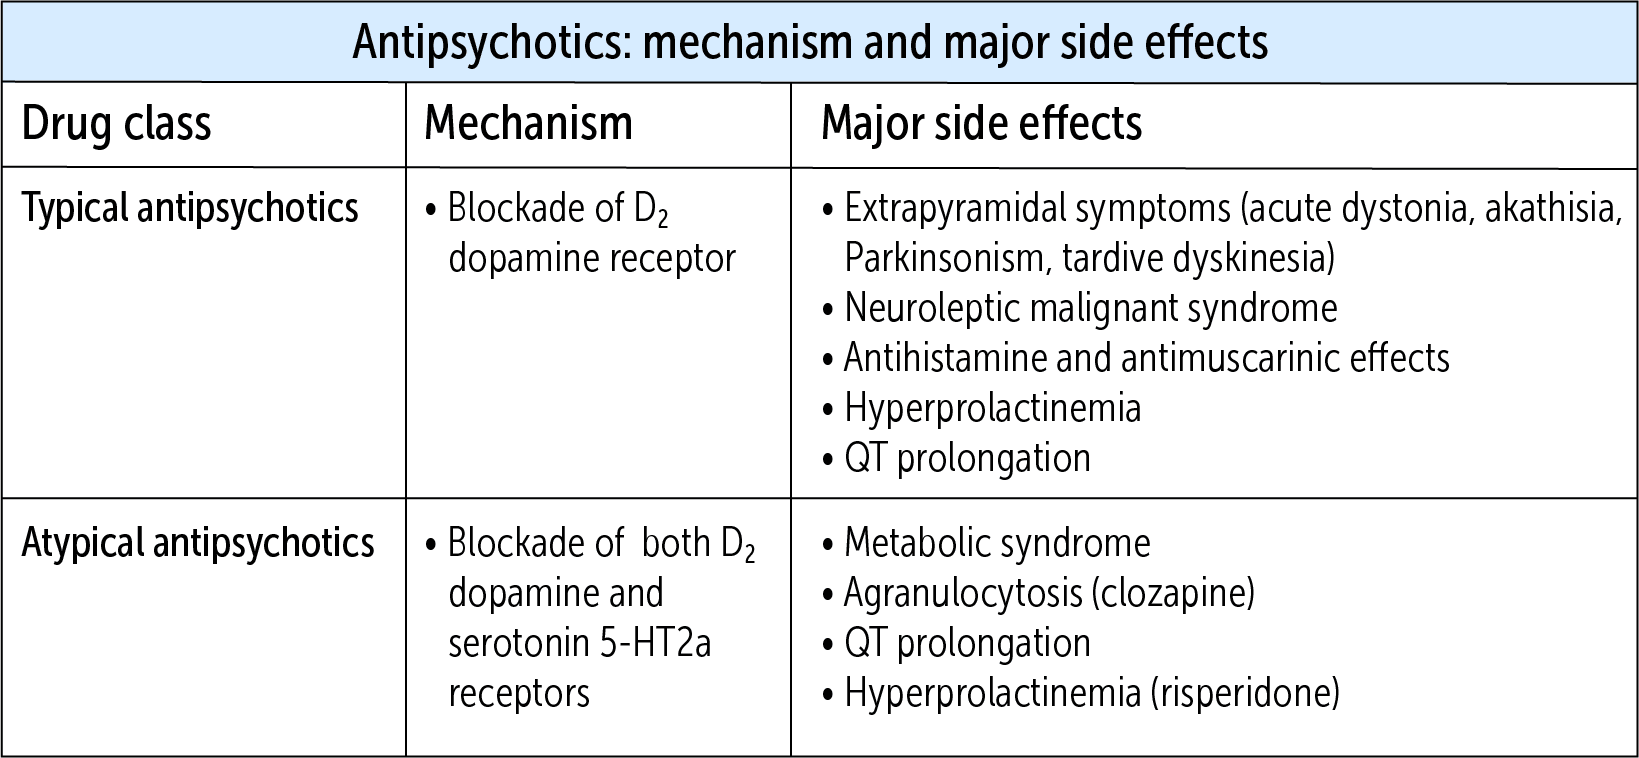 Antipsychotics: mechanism and major side effects
Drug class
Mechanism
Major side effects
Typical antipsychotics
• Blockade of D₂
dopamine receptor
• Extrapyramidal symptoms (acute dystonia, akathisia,
Parkinsonism, tardive dyskinesia)
• Neuroleptic malignant syndrome
• Antihistamine and antimuscarinic effects
• Hyperprolactinemia
• QT prolongation
Atypical antipsychotics
• Blockade of both D₂
dopamine and
serotonin 5-HT2a
receptors
• Metabolic syndrome
• Agranulocytosis (clozapine)
• QT prolongation
• Hyperprolactinemia (risperidone)